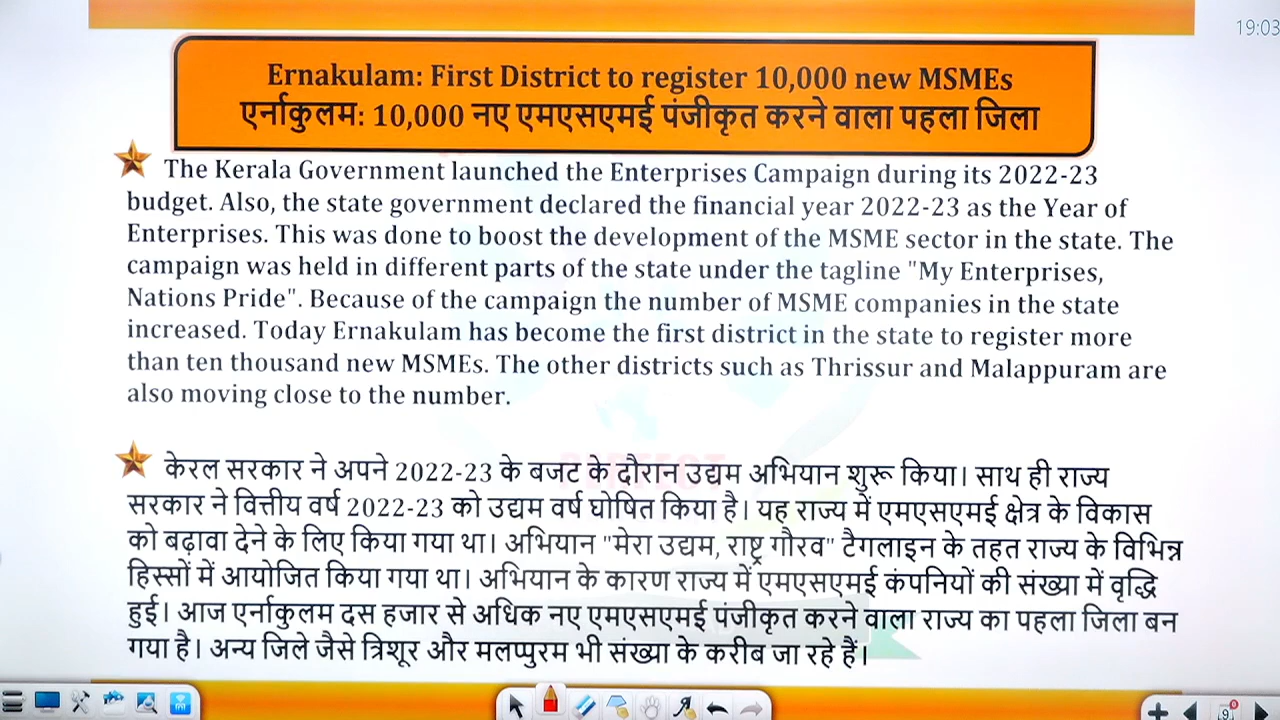 19:03
Ernakulam: First District to register 10,000 new MSMEs
एर्नाकुलम: 10,000 नए एमएसएमई पंजीकृत करने वाला पहला जिला
The Kerala Government launched the Enterprises Campaign during its 2022-23
budget. Also, the state government declared the financial year 2022-23 as the Year of
Enterprises. This was done to boost the development of the MSME sector in the state. The
campaign was held in different parts of the state under the tagline "My Enterprises,
Nations Pride". Because of the campaign the number of MSME companies in the state
increased. Today Ernakulam has become the first district in the state to register more
than ten thousand new MSMEs. The other districts such as Thrissur and Malappuram are
also moving close to the number.
केरल सरकार ने अपने 2022-23 के बजट के दौरान उद्यम अभियान शुरू किया। साथ ही राज्य
सरकार ने वित्तीय वर्ष 2022-23 को उद्यम वर्ष घोषित किया है। यह राज्य में एमएसएमई क्षेत्र के विकास
को बढ़ावा देने के लिए किया गया था। अभियान "मेरा उद्यम, राष्ट्र गौरव" टैगलाइन के तहत राज्य के विभिन्न
हिस्सों में आयोजित किया गया था। अभियान के कारण राज्य में एमएसएमई कंपनियों की संख्या में वृद्धि
हुई। आज एर्नाकुलम दस हजार से अधिक नए एमएसएमई पंजीकृत करने वाला राज्य का पहला जिला बन
गया है। अन्य जिले जैसे त्रिशूर और मलप्पुरम भी संख्या के करीब जा रहे हैं।
9